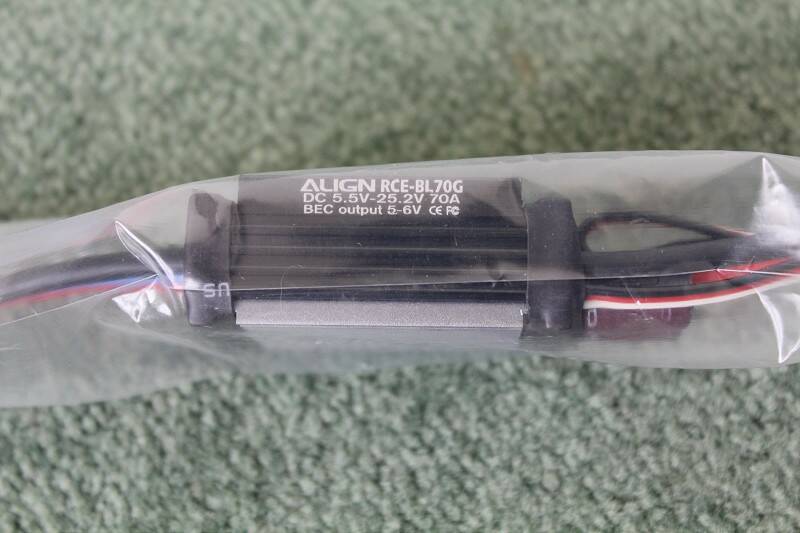 ALIGN RCE-BL70G
DC 5.5V-25.2V 70A
BEC output 5-6V CE FC